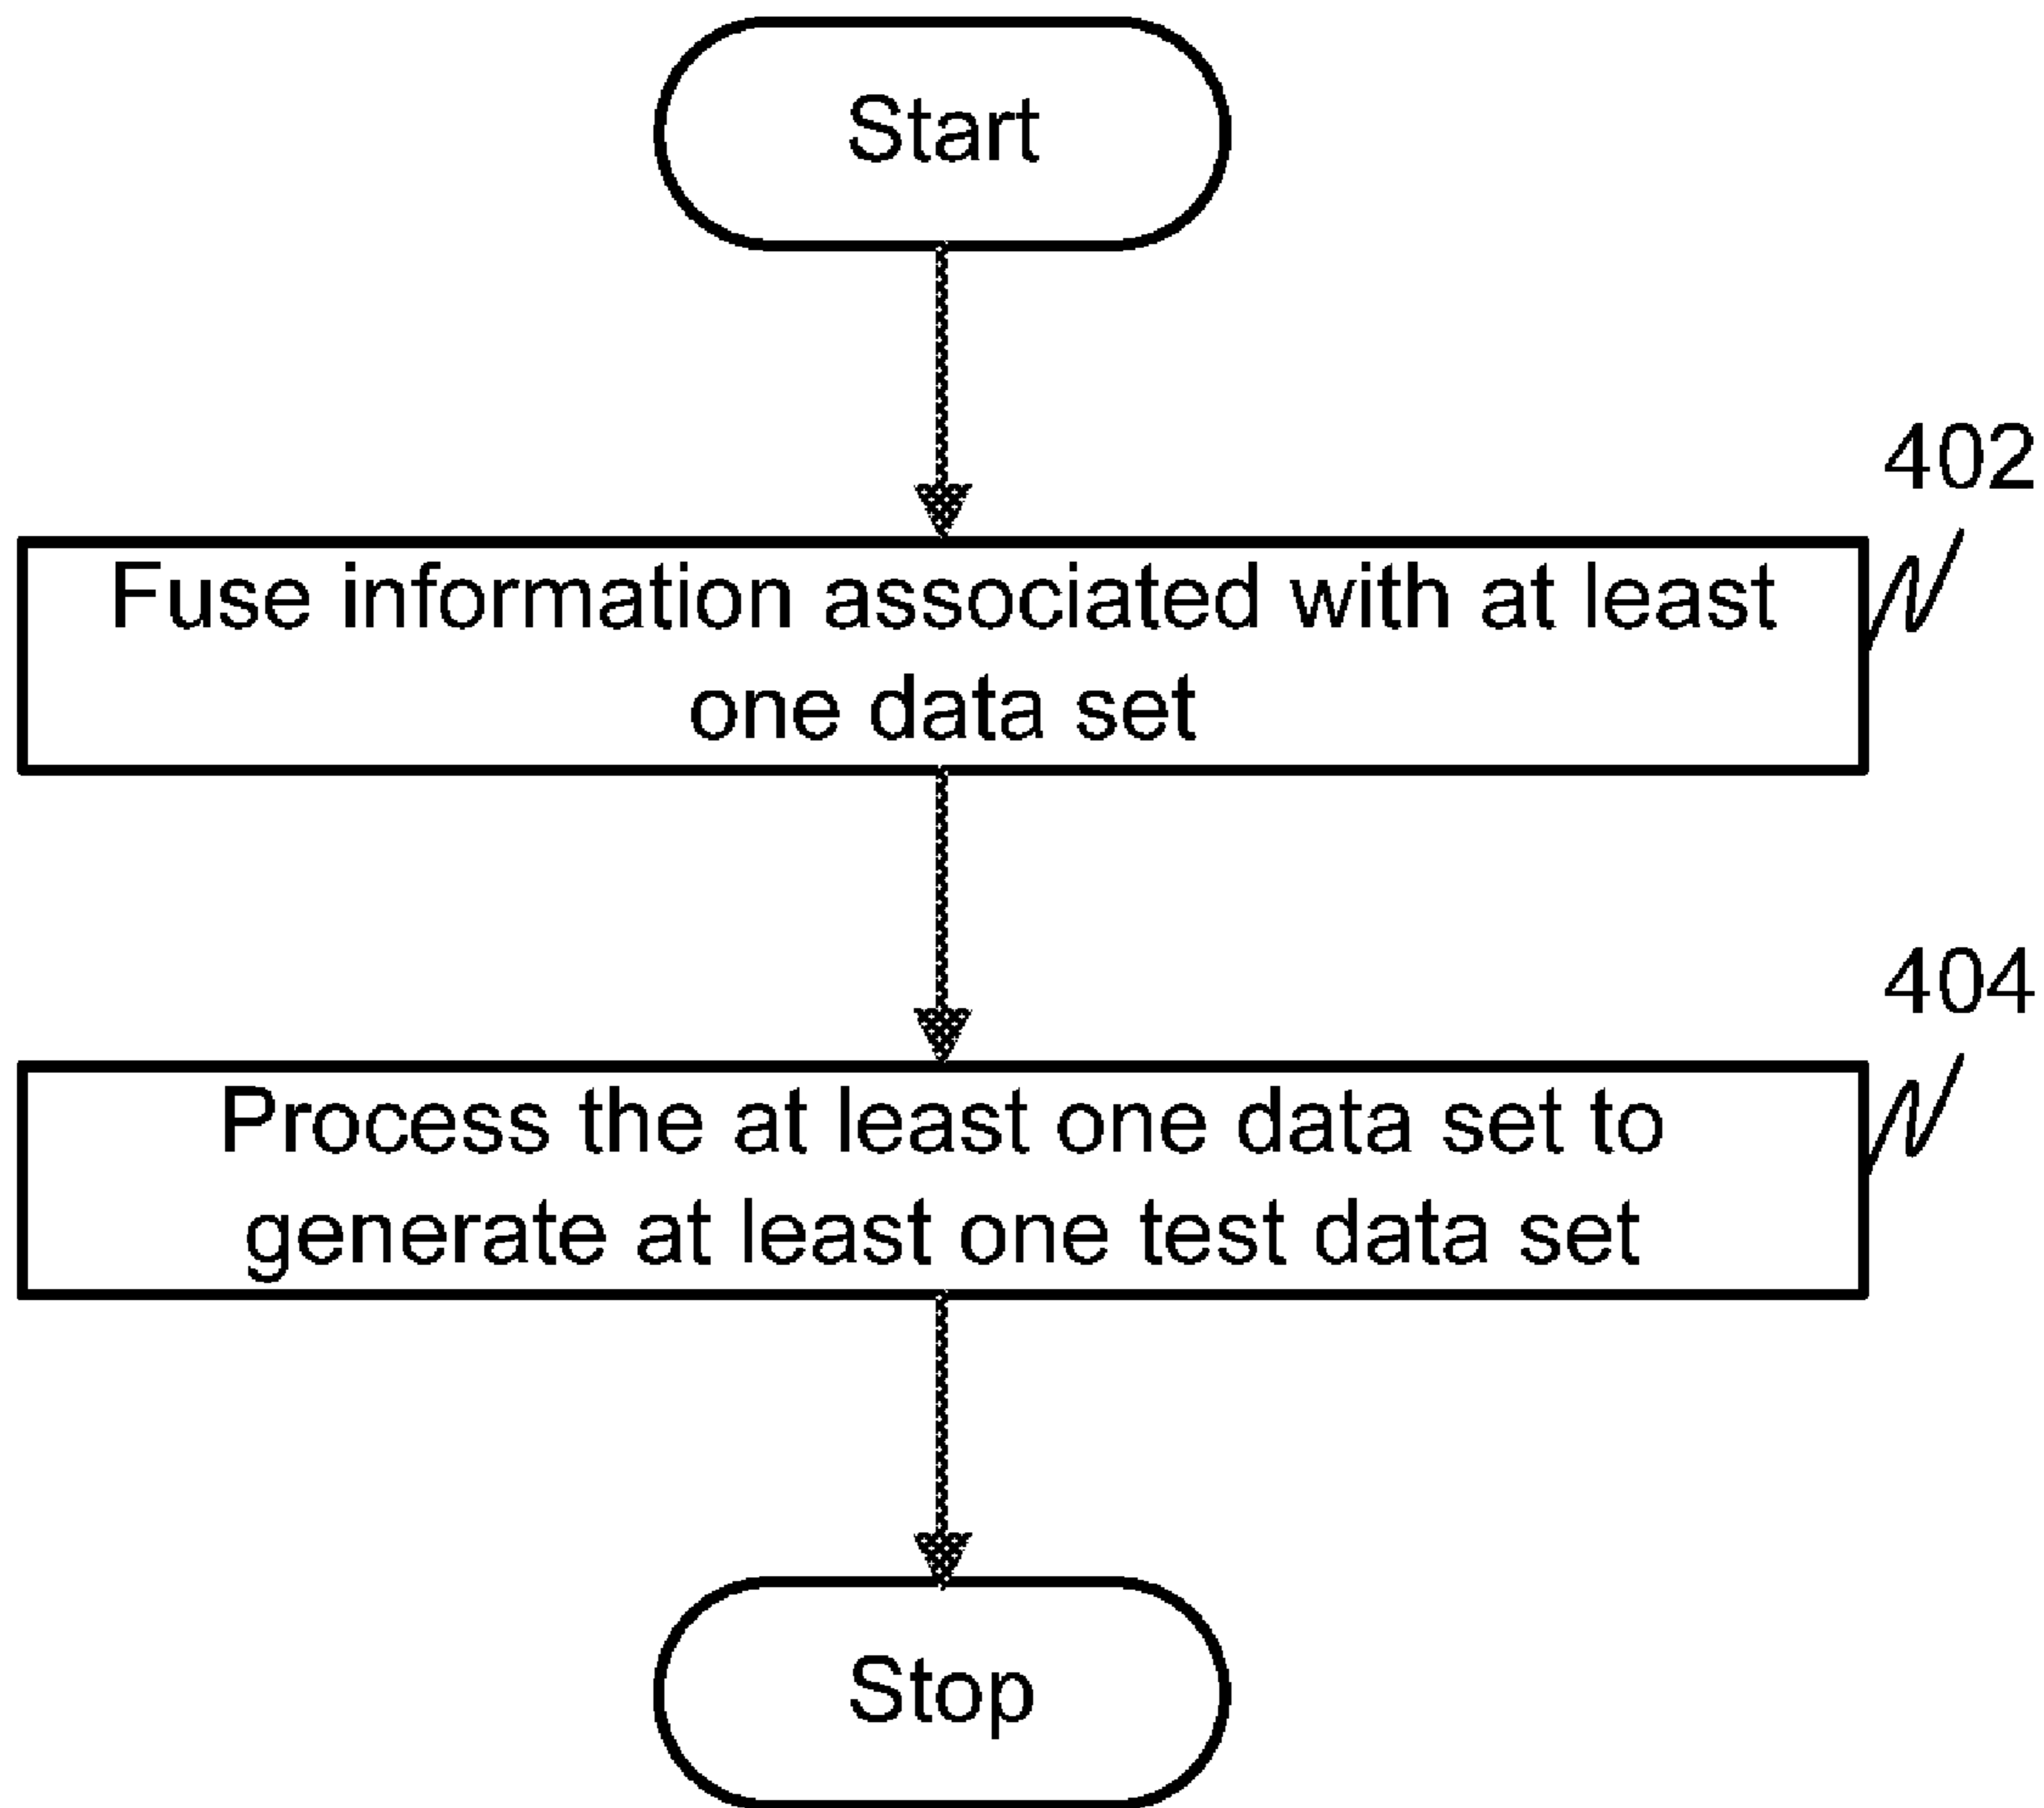 Start
402
Fuse information associated with at least
one data set
404
Process the at least one data set to
generate at least one test data set
Stop